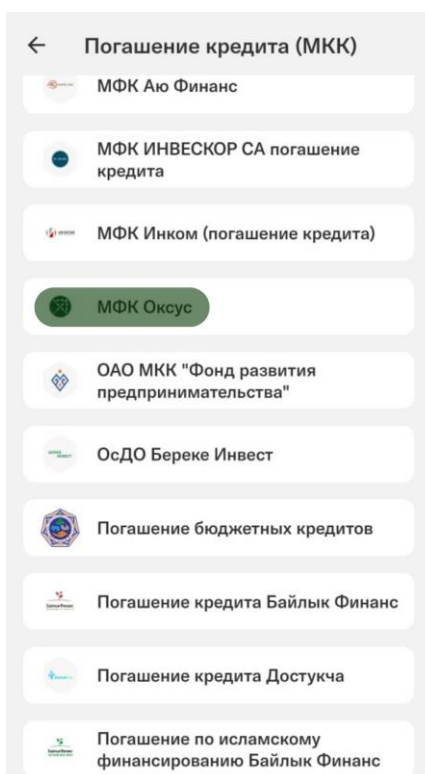 Погашение кредита (МКК)
МФК Аю Финанс
МФК ИНВЕСКОР СА погашение
кредита
МФК Инком (погашение кредита)
МФК Оксус
ОАО МКК "Фонд развития
предпринимательства"
ОсДО Береке Инвест
Погашение бюджетных кредитов
Погашение кредита Байлык Финанс
Погашение кредита Достукча
Погашение по исламскому
финансированию Байлык Финанс